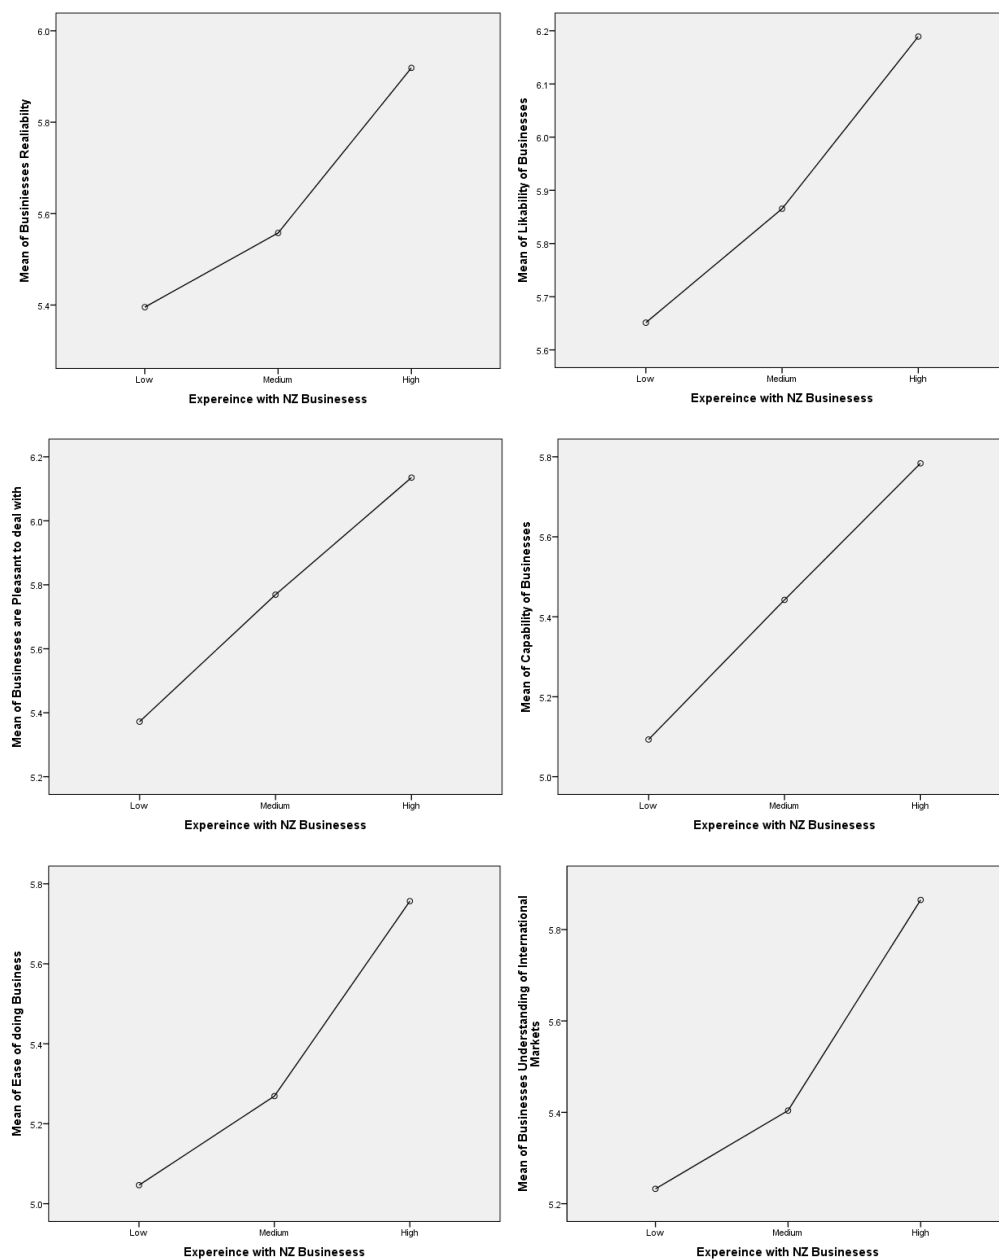 6.0
5.8
5.6
5.4
Mean of Businiesses Realiabilty
Low
Medium
High
Expereince with NZ Businesess
6.2
6.1
6.0
5.9
5.8
5.7
5.6
Mean of Likability of Businesses
Low
Medium
High
Expereince with NZ Businesess
6.2
6.0
5.8
5.6
5.4
5.2
Mean of Businesses are Pleasant to deal with
Low
Medium
High
Expereince with NZ Businesess
5.8
5.6
5.4
5.2
5.0
Mean of Capability of Businesses
Low
Medium
High
Expereince with NZ Businesess
5.8
5.6
5.4
5.2
5.0
Mean of Ease of doing Business
Low
Medium
High
Expereince with NZ Businesess
5.8
5.6
5.4
5.2
Mean of Businesses Understanding of International
Markets
Low
Medium
High
Expereince with NZ Businesess